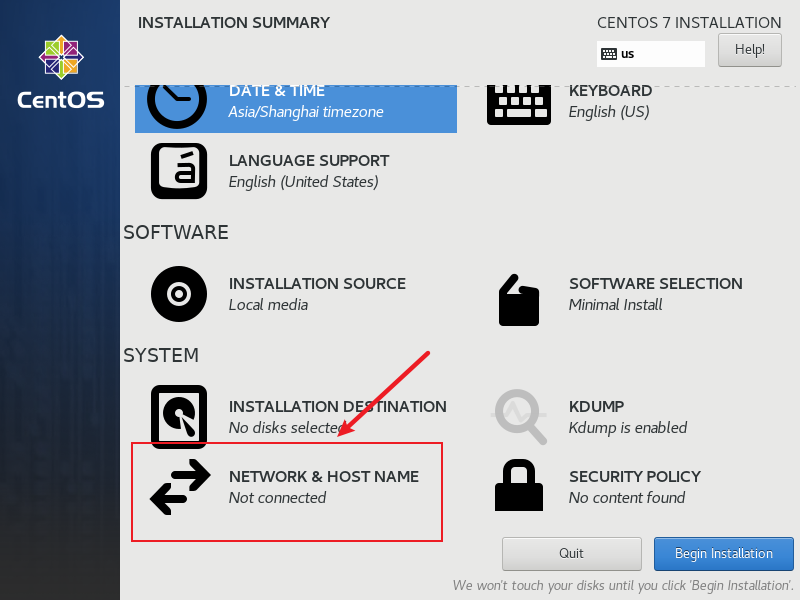 INSTALLATION SUMMARY
CENTOS 7 INSTALLATION
us
Help!
CentOS
DATE & TIME
Asia/Shanghai timezone
KEYBOARD
English (US)
á
LANGUAGE SUPPORT
English (United States)
SOFTWARE
INSTALLATION SOURCE
Local media
SOFTWARE SELECTION
Minimal Install
SYSTEM
INSTALLATION DESTINATION
No disks selected
KDUMP
Kdump is enabled
NETWORK & HOST NAME
Not connected
SECURITY POLICY
No content found
Quit
Begin Installation
We won't touch your disks until you click 'Begin Installation'.